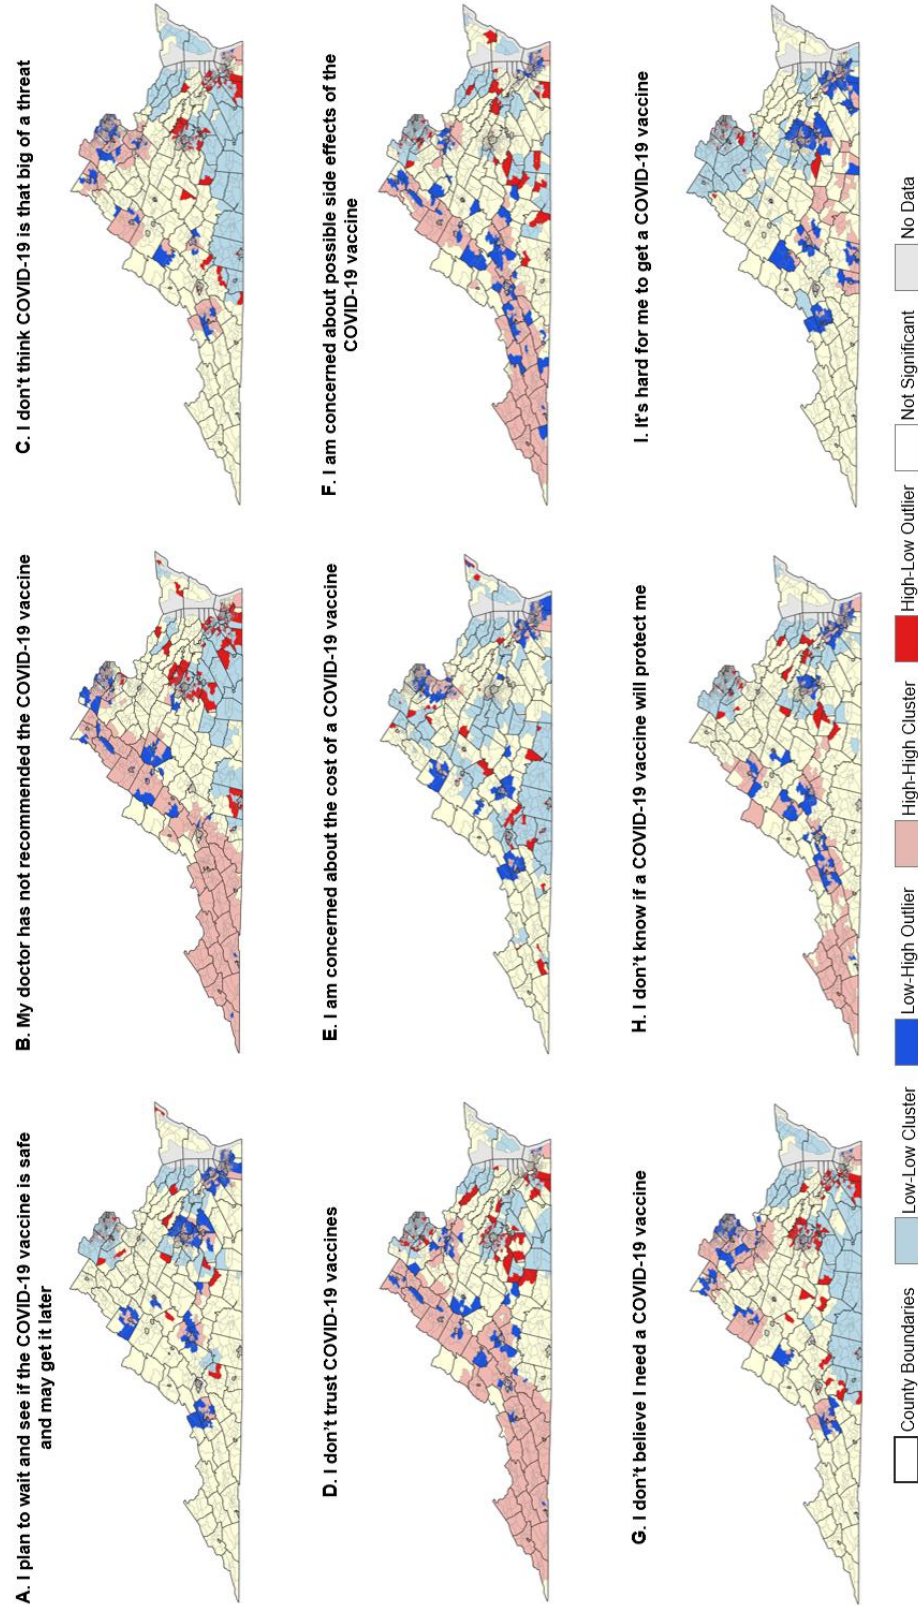 A. I plan to wait and see if the COVID-19 vaccine is safe
and may get it later
B. My doctor has not recommended the COVID-19 vaccine
C. I don't think COVID-19 is that big of a threat
D. I don't trust COVID-19 vaccines
E. I am concerned about the cost of a COVID-19 vaccine
F. I am concerned about possible side effects of the
COVID-19 vaccine
G. I don't believe I need a COVID-19 vaccine
H. I don't know if a COVID-19 vaccine will protect me
I. It's hard for me to get a COVID-19 vaccine
County Boundaries
Low-Low Cluster
Low-High Outlier
High-High Cluster
High-Low Outlier
Not Significant
No Data